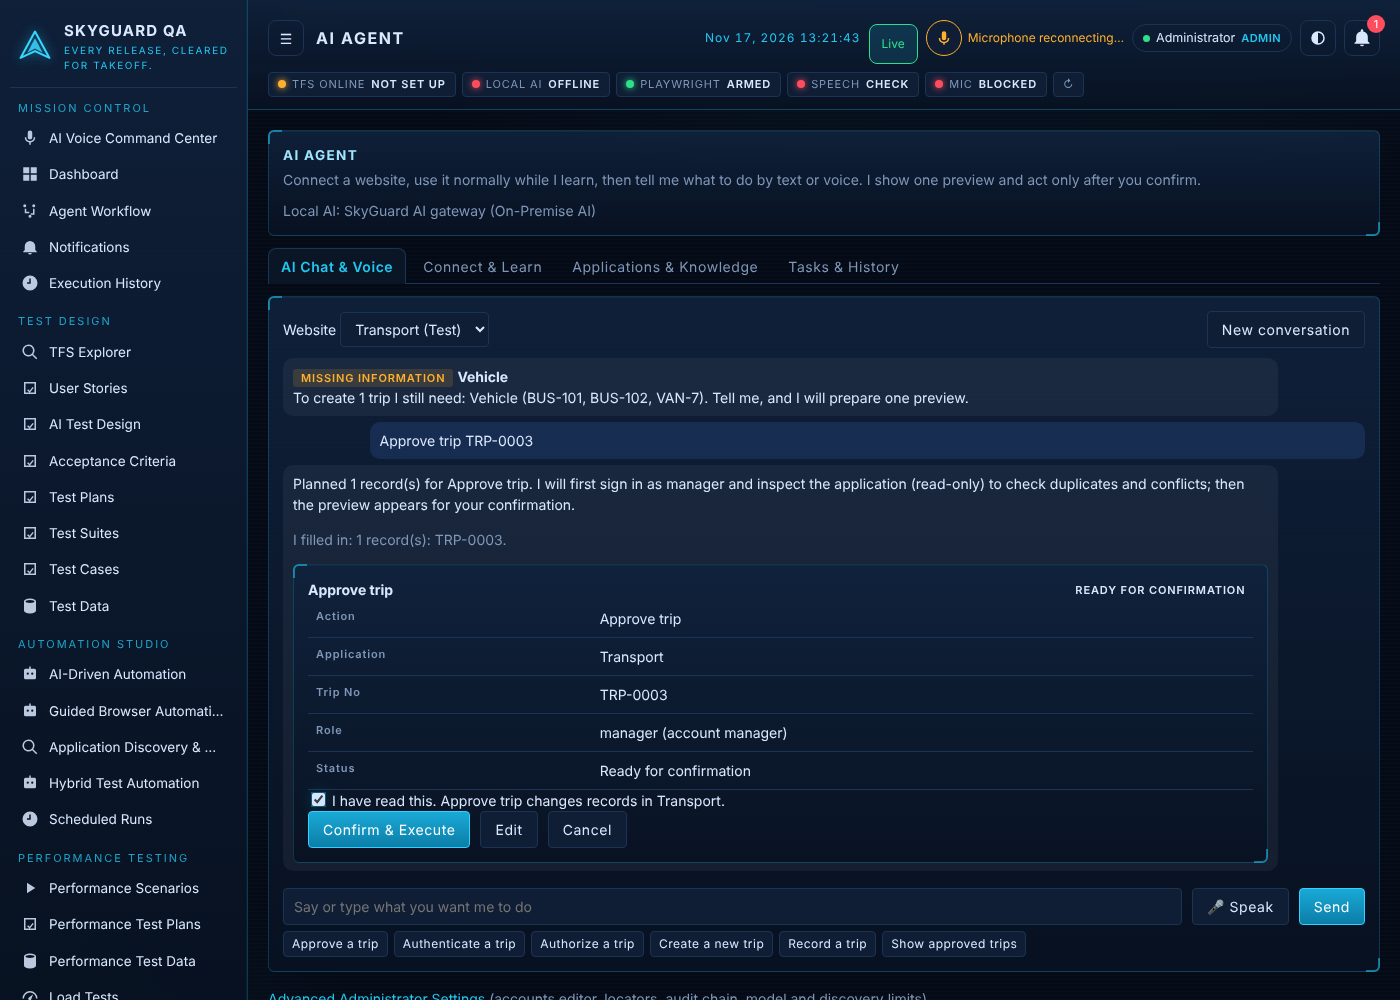 SKYGUARD QA
EVERY RELEASE, CLEARED
FOR TAKEOFF.
MISSION CONTROL
AI Voice Command Center
Dashboard
Agent Workflow
Notifications
Execution History
TEST DESIGN
TFS Explorer
User Stories
AI Test Design
Acceptance Criteria
Test Plans
Test Suites
Test Cases
Test Data
AUTOMATION STUDIO
AI-Driven Automation
Guided Browser Automati...
Application Discovery & ...
Hybrid Test Automation
Scheduled Runs
PERFORMANCE TESTING
Performance Scenarios
Performance Test Plans
Performance Test Data
Load Tests
AI AGENT
Nov 17, 2026 13:21:43
Live
Microphone reconnecting...
Administrator ADMIN
1
TFS ONLINE NOT SET UP
LOCAL AI OFFLINE
PLAYWRIGHT ARMED
SPEECH CHECK
MIC BLOCKED
AI AGENT
Connect a website, use it normally while I learn, then tell me what to do by text or voice. I show one preview and act only after you confirm.
Local AI: SkyGuard AI gateway (On-Premise AI)
AI Chat & Voice
Connect & Learn
Applications & Knowledge
Tasks & History
Website Transport (Test)
New conversation
MISSING INFORMATION Vehicle
To create 1 trip I still need: Vehicle (BUS-101, BUS-102, VAN-7). Tell me, and I will prepare one preview.
Approve trip TRP-0003
Planned 1 record(s) for Approve trip. I will first sign in as manager and inspect the application (read-only) to check duplicates and conflicts; then
the preview appears for your confirmation.
I filled in: 1 record(s): TRP-0003.
Approve trip
READY FOR CONFIRMATION
Action Approve trip
Application Transport
Trip No TRP-0003
Role manager (account manager)
Status Ready for confirmation
I have read this. Approve trip changes records in Transport.
Confirm & Execute
Edit
Cancel
Say or type what you want me to do
Speak
Send
Approve a trip
Authenticate a trip
Authorize a trip
Create a new trip
Record a trip
Show approved trips
Advanced Administrator Settings (accounts editor, locators, audit chain, model and discovery limits)